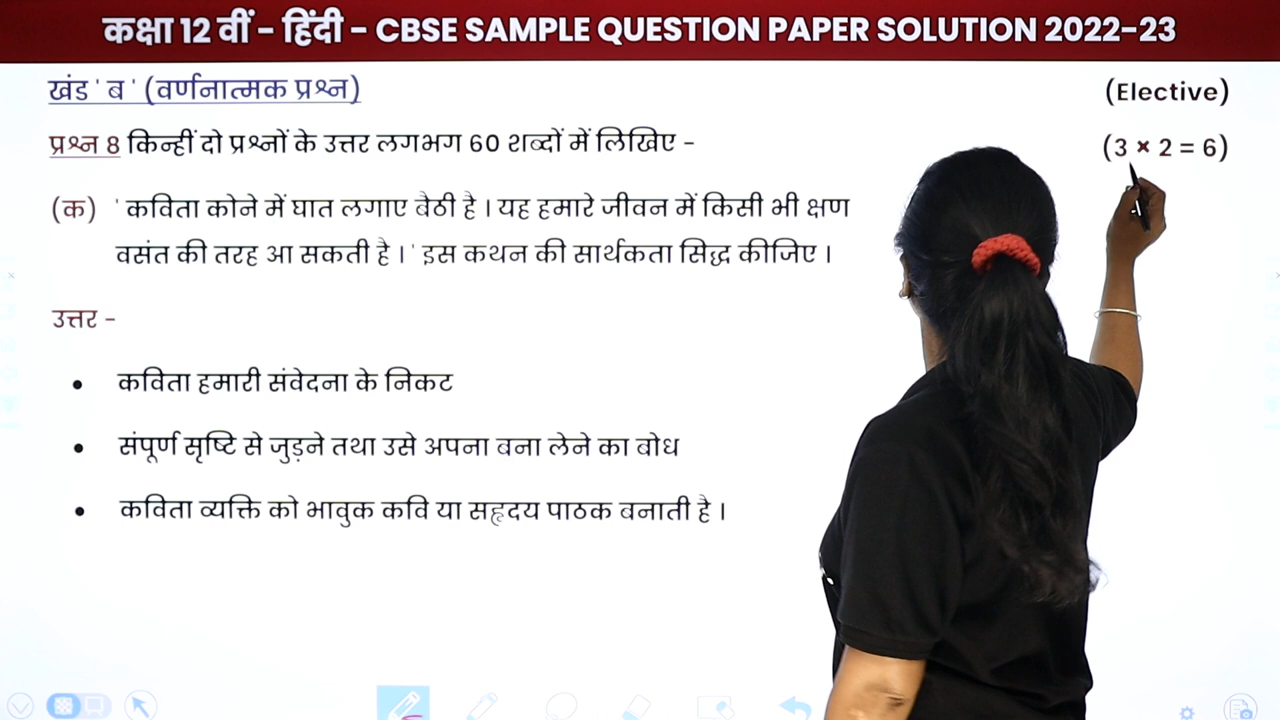 कक्षा 12 वीं - हिंदी - CBSE SAMPLE QUESTION PAPER SOLUTION 2022-23
खंड ' ब ' (वर्णनात्मक प्रश्न)
(Elective)
प्रश्न 8 किन्हीं दो प्रश्नों के उत्तर लगभग 60 शब्दों में लिखिए -
(3 × 2 = 6)
(क) ' कविता कोने में घात लगाए बैठी है । यह हमारे जीवन में किसी भी क्षण
वसंत की तरह आ सकती है । ' इस कथन की सार्थकता सिद्ध कीजिए ।
उत्तर -
• कविता हमारी संवेदना के निकट
• संपूर्ण सृष्टि से जुड़ने तथा उसे अपना बना लेने का बोध
• कविता व्यक्ति को भावुक कवि या सहृदय पाठक बनाती है ।